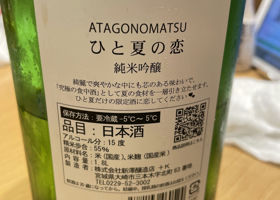 ATAGONOMATSU
ひと夏の恋
純米吟醸
綺麗で爽やかな中にも芯のある味わいで、
「究極の食中酒」として夏の食材を一層引き立たせます。
ひと夏だけの限定酒に恋してください。
保存方法：要冷蔵 -5℃～5℃
品目：日本酒
アルコール分：15度
精米歩合：55%
原材料名：米(国産)、米麹(国産米)
内容量：1.8L
製造者：株式会社新澤醸造店 +K
宮城県大崎市三本木字北町63番
TEL0229-52-3002